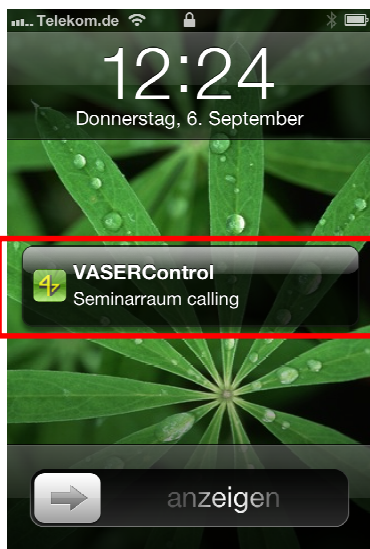 Telekom.de
12:24
Donnerstag, 6. September
VASERControl
Seminarraum calling
anzeigen